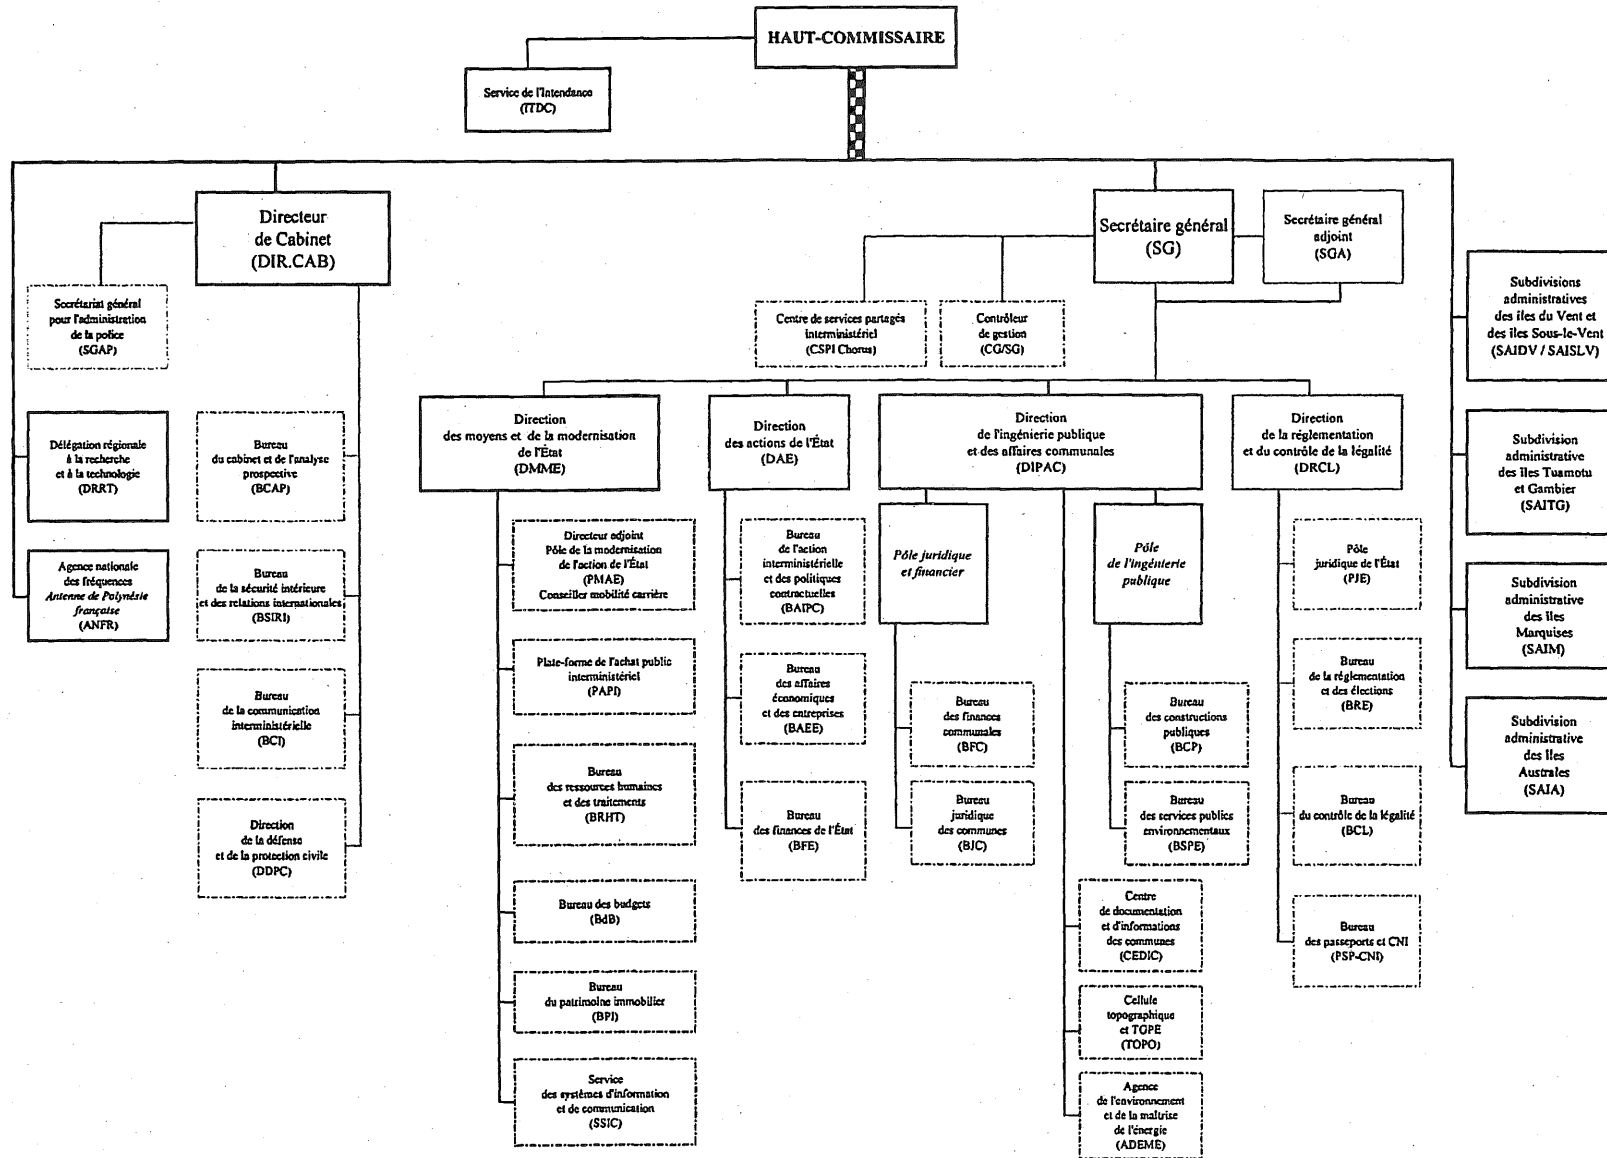 HAUT-COMMISSAIRE
Service de l'Intendance
(ITDC)
Directeur
de Cabinet
(DIR.CAB)
Secrétariat général
pour l'administration
de la police
(SGAP)
Délégation régionale
à la recherche
et à la technologie
(DRRT)
Agence nationale
des fréquences
Antenne de Polynésie
française
(ANFR)
Bureau
du cabinet et de l'analyse
prospective
(BCAP)
Bureau
de la sécurité intérieure
et des relations internationales
(BSIRI)
Bureau
de la communication
interministérielle
(BCI)
Direction
de la défense
et de la protection civile
(DDPC)
Secrétaire général
(SG)
Secrétaire général
adjoint
(SGA)
Centre de services partagés
interministériel
(CSPI Chorus)
Contrôleur
de gestion
(CG/SG)
Direction
des moyens et de la modernisation
de l'État
(DMME)
Directeur adjoint
Pôle de la modernisation
de l'action de l'État
(PMAE)
Conseiller mobilité carrière
Plate-forme de l'achat public
interministériel
(PAPI)
Bureau
des ressources humaines
et des traitements
(BRHT)
Bureau des budgets
(BdB)
Bureau
du patrimoine immobilier
(BPI)
Service
des systèmes d'information
et de communication
(SSIC)
Direction
des actions de l'État
(DAE)
Bureau
de l'action
interministérielle
et des politiques
contractuelles
(BAIPC)
Bureau
des affaires
économiques
et des entreprises
(BAEE)
Bureau
des finances de l'État
(BFE)
Direction
de l'ingénierie publique
et des affaires communales
(DIPAC)
Pôle juridique
et financier
Bureau
des finances
communales
(BFC)
Bureau
juridique
des communes
(BJC)
Pôle
de l'ingénierie
publique
Bureau
des constructions
publiques
(BCP)
Bureau
des services publics
environnementaux
(BSPE)
Centre
de documentation
et d'informations
des communes
(CEDIC)
Cellule
topographique
et TGPE
(TOPO)
Agence
de l'environnement
et de la maîtrise
de l'énergie
(ADEME)
Direction
de la réglementation
et du contrôle de la légalité
(DRCL)
Pôle
juridique de l'État
(PJE)
Bureau
de la réglementation
et des élections
(BRE)
Bureau
du contrôle de la légalité
(BCL)
Bureau
des passeports et CNI
(PSP-CNI)
Subdivisions
administratives
des îles du Vent et
des îles Sous-le-Vent
(SAIDV / SAISLV)
Subdivision
administrative
des îles Tuamotu
et Gambier
(SAITG)
Subdivision
administrative
des îles
Marquises
(SAIM)
Subdivision
administrative
des îles
Australes
(SAIA)